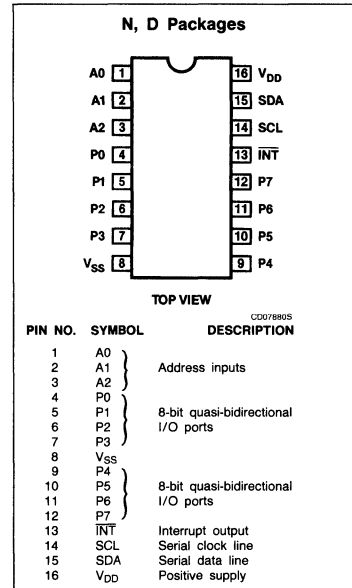 N, D Packages
A0 1 16 VDD
A1 2 15 SDA
A2 3 14 SCL
P0 4 13 INT
P1 5 12 P7
P2 6 11 P6
P3 7 10 P5
VSS 8 9 P4
TOP VIEW
CD07880S
PIN NO. SYMBOL DESCRIPTION
1 A0
2 A1 Address inputs
3 A2
4 P0
5 P1 8-bit quasi-bidirectional
6 P2 I/O ports
7 P3
8 VSS
9 P4
10 P5 8-bit quasi-bidirectional
11 P6 I/O ports
12 P7
13 INT Interrupt output
14 SCL Serial clock line
15 SDA Serial data line
16 VDD Positive supply